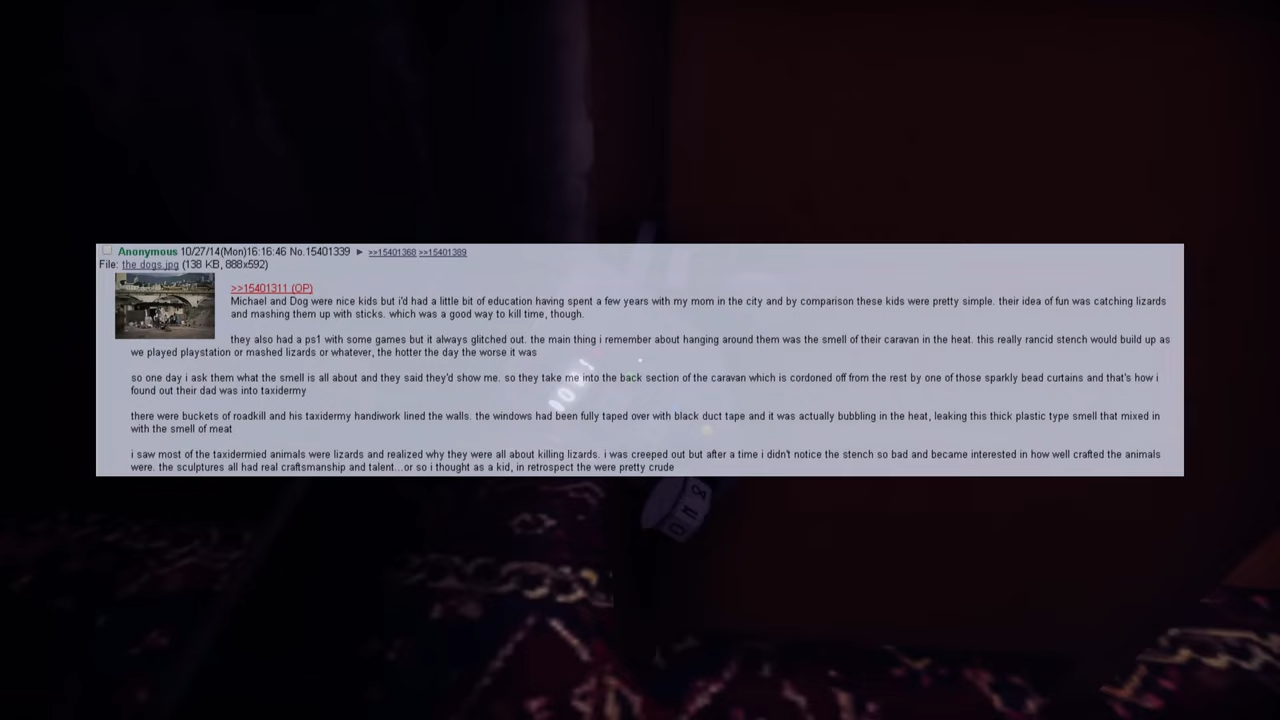 Anonymous 10/27/14(Mon)16:16:46 No.15401339 ► >>15401368 >>15401389
File: the dogs.jpg (138 KB, 888x592)
>>15401311 (OP)
Michael and Dog were nice kids but i'd had a little bit of education having spent a few years with my mom in the city and by comparison these kids were pretty simple. their idea of fun was catching lizards
and mashing them up with sticks. which was a good way to kill time, though.
they also had a ps1 with some games but it always glitched out. the main thing i remember about hanging around them was the smell of their caravan in the heat. this really rancid stench would build up as
we played playstation or mashed lizards or whatever, the hotter the day the worse it was
so one day i ask them what the smell is all about and they said they'd show me. so they take me into the back section of the caravan which is cordoned off from the rest by one of those sparkly bead curtains and that's how i
found out their dad was into taxidermy
there were buckets of roadkill and his taxidermy handiwork lined the walls. the windows had been fully taped over with black duct tape and it was actually bubbling in the heat, leaking this thick plastic type smell that mixed in
with the smell of meat
i saw most of the taxidermied animals were lizards and realized why they were all about killing lizards. i was creeped out but after a time i didn't notice the stench so bad and became interested in how well crafted the animals
were. the sculptures all had real craftsmanship and talent...or so i thought as a kid, in retrospect the were pretty crude